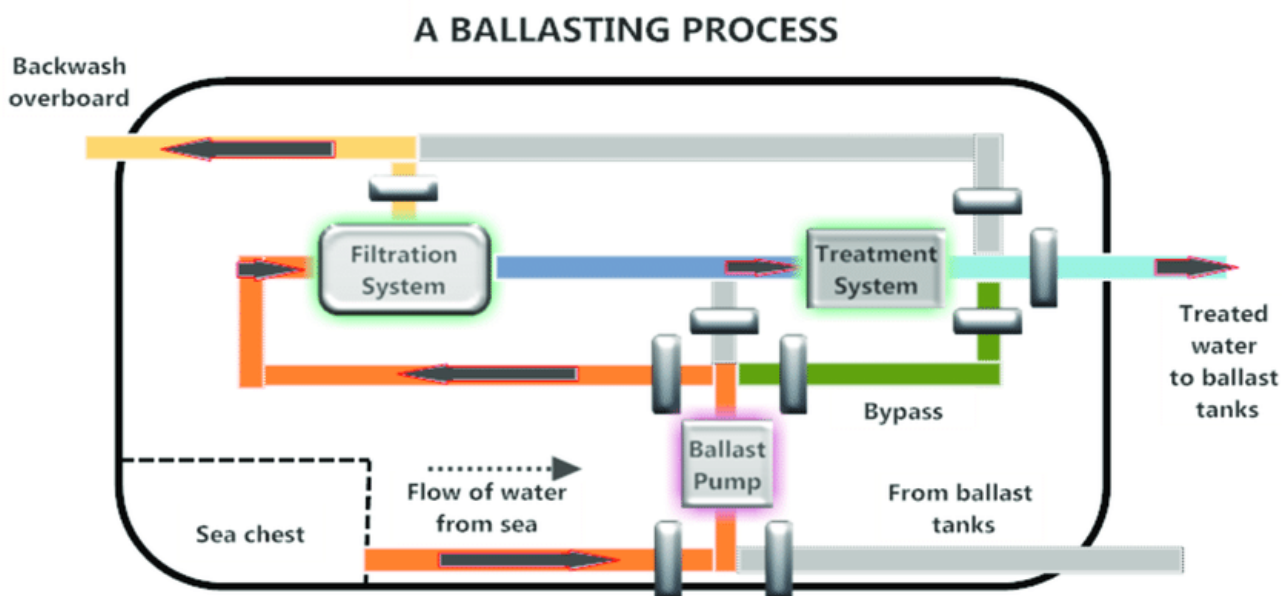 A BALLASTING PROCESS
Backwash
overboard
Filtration
System
Treatment
System
Treated
water
to ballast
tanks
Bypass
Ballast
Pump
Flow of water
from sea
From ballast
tanks
Sea chest